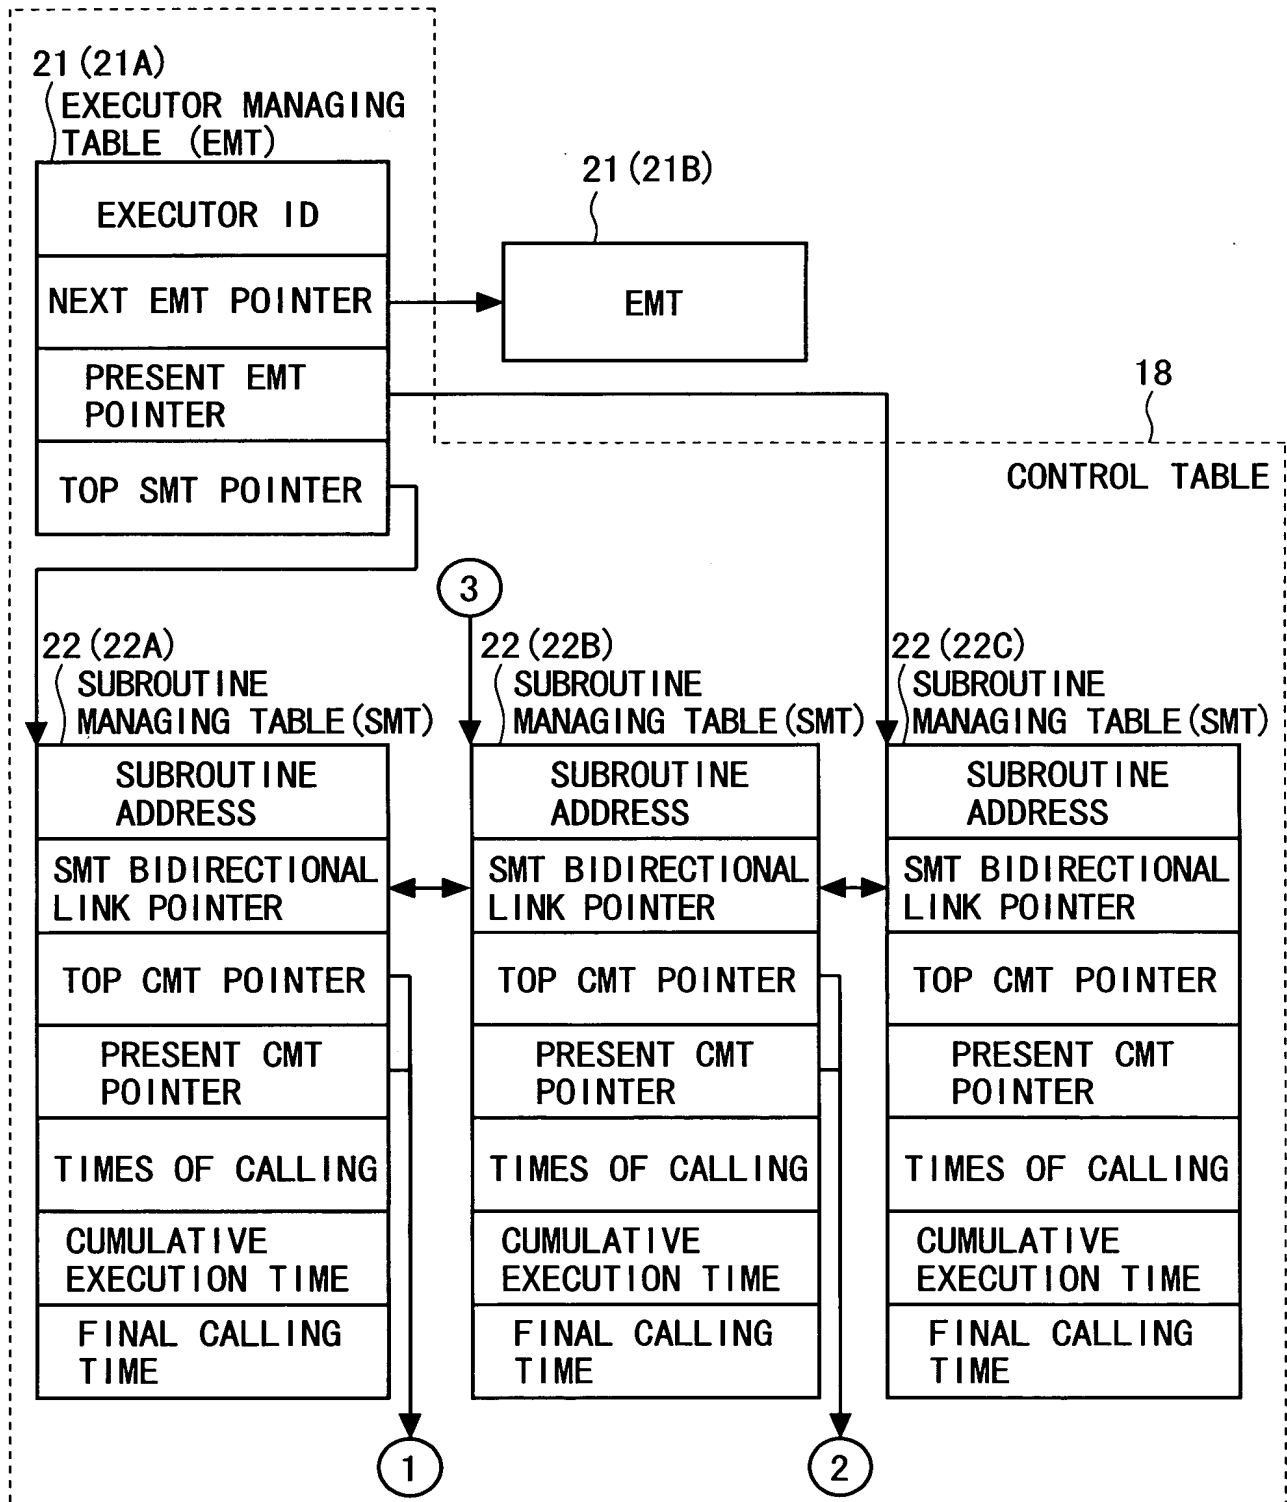 21(21A)
EXECUTOR MANAGING
TABLE (EMT)
EXECUTOR ID
NEXT EMT POINTER
PRESENT EMT
POINTER
TOP SMT POINTER
21(21B)
EMT
18
CONTROL TABLE
3
22(22A)
SUBROUTINE
MANAGING TABLE(SMT)
SUBROUTINE
ADDRESS
SMT BIDIRECTIONAL
LINK POINTER
TOP CMT POINTER
PRESENT CMT
POINTER
TIMES OF CALLING
CUMULATIVE
EXECUTION TIME
FINAL CALLING
TIME
1
22(22B)
SUBROUTINE
MANAGING TABLE(SMT)
SUBROUTINE
ADDRESS
SMT BIDIRECTIONAL
LINK POINTER
TOP CMT POINTER
PRESENT CMT
POINTER
TIMES OF CALLING
CUMULATIVE
EXECUTION TIME
FINAL CALLING
TIME
2
22(22C)
SUBROUTINE
MANAGING TABLE(SMT)
SUBROUTINE
ADDRESS
SMT BIDIRECTIONAL
LINK POINTER
TOP CMT POINTER
PRESENT CMT
POINTER
TIMES OF CALLING
CUMULATIVE
EXECUTION TIME
FINAL CALLING
TIME